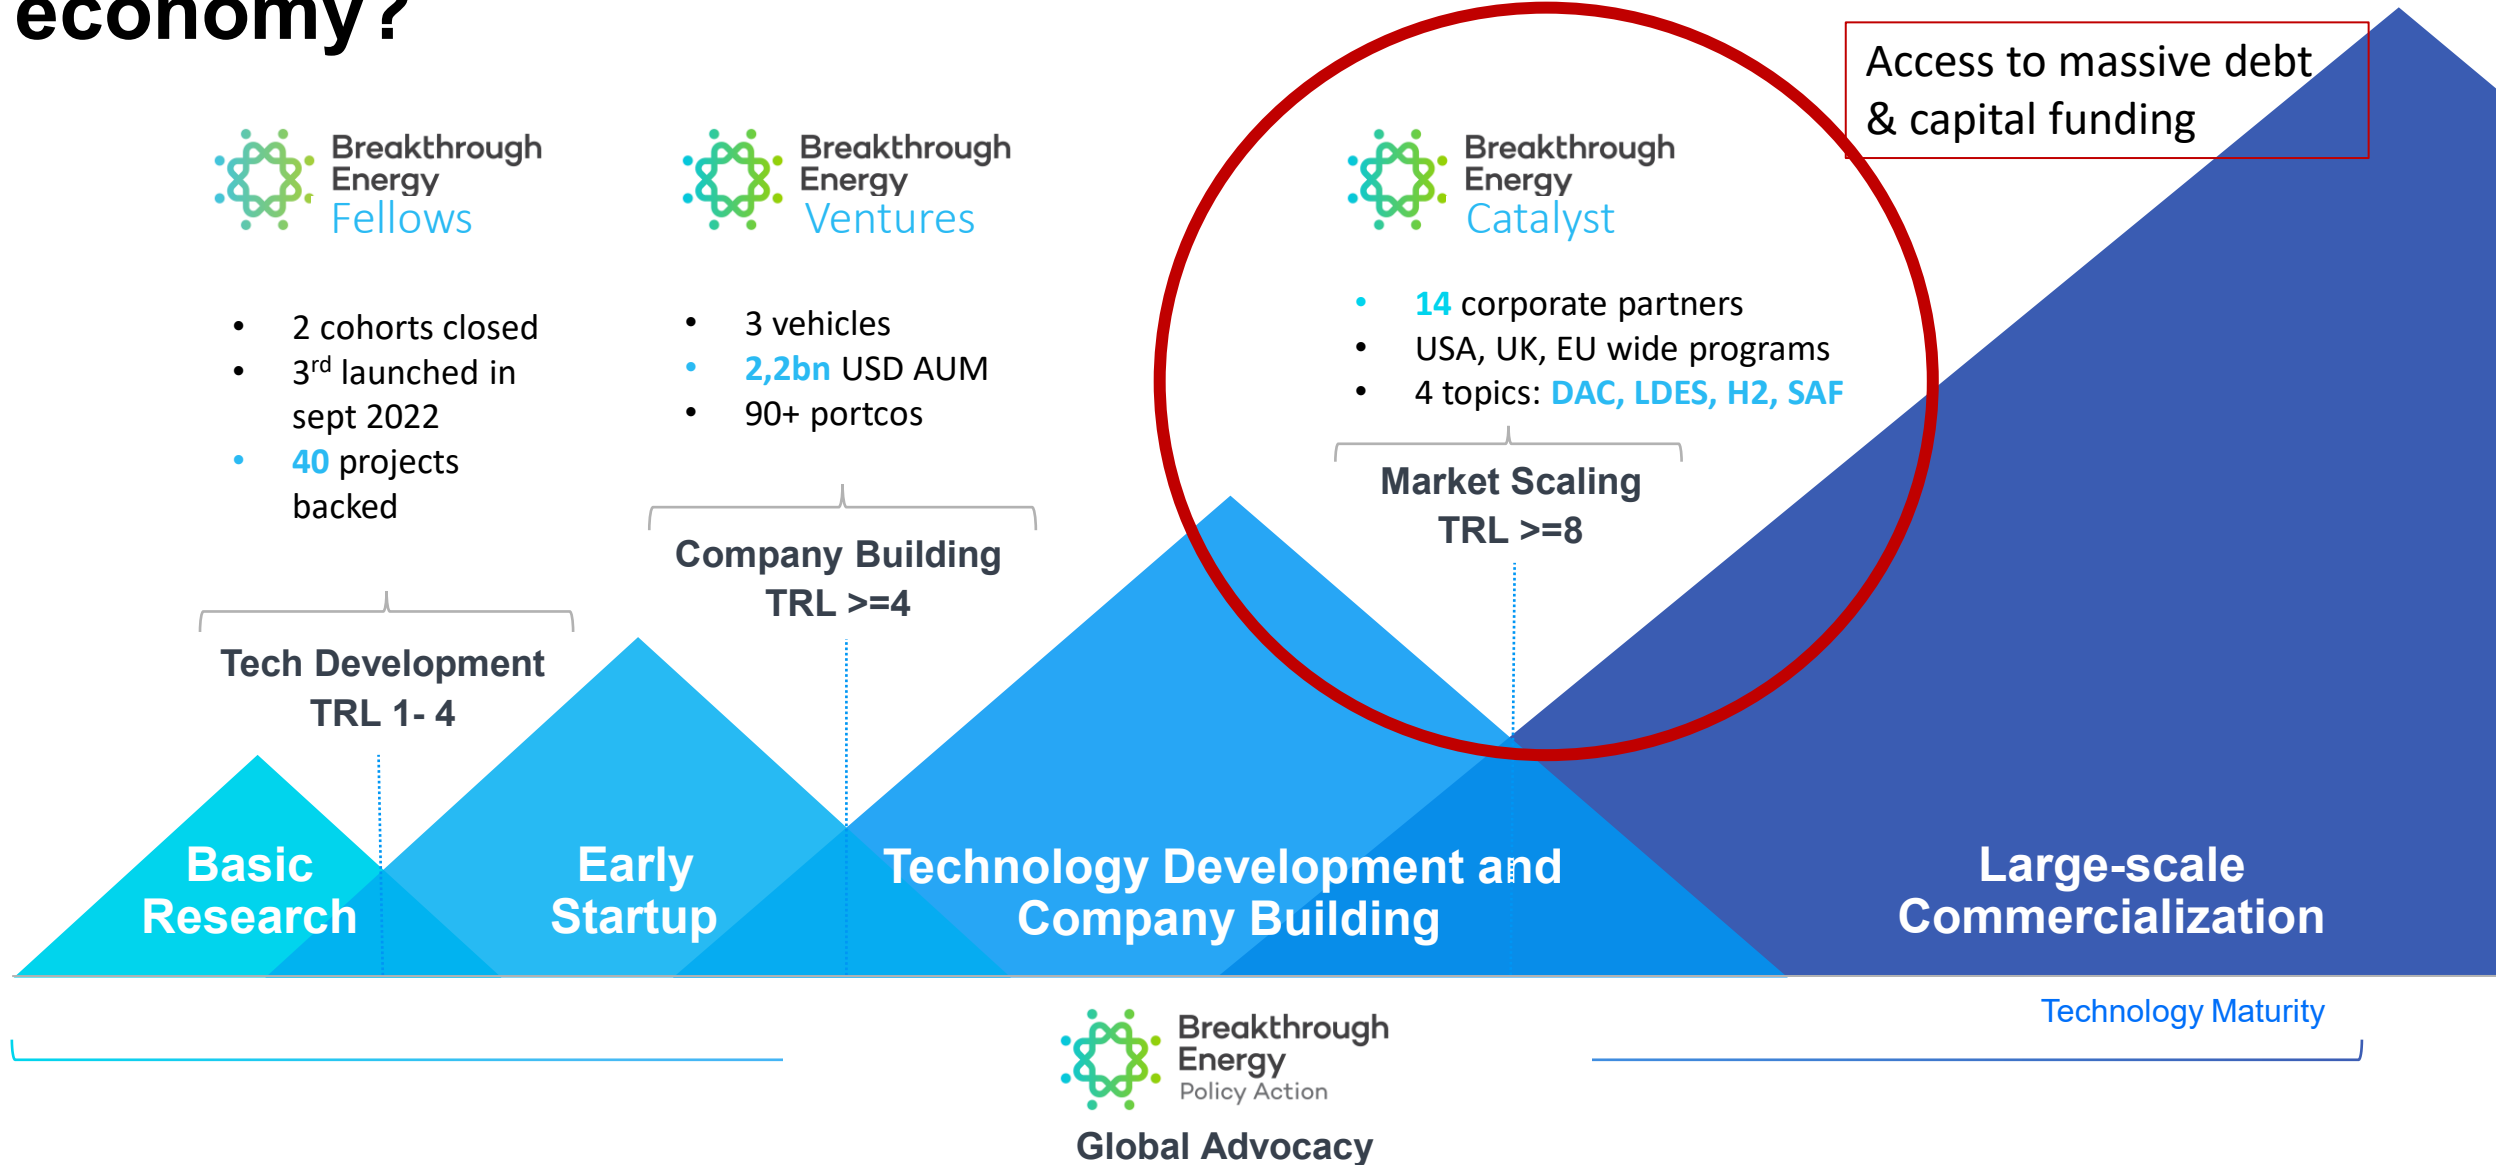 economy?
Access to massive debt
& capital funding
Breakthrough
Energy
Fellows
• 2 cohorts closed
• 3rd launched in
sept 2022
• 40 projects
backed
Tech Development
TRL 1- 4
Breakthrough
Energy
Ventures
• 3 vehicles
• 2,2bn USD AUM
• 90+ portcos
Company Building
TRL >=4
Breakthrough
Energy
Catalyst
• 14 corporate partners
• USA, UK, EU wide programs
• 4 topics: DAC, LDES, H2, SAF
Market Scaling
TRL >=8
Basic
Research
Early
Startup
Technology Development and
Company Building
Large-scale
Commercialization
Technology Maturity
Breakthrough
Energy
Policy Action
Global Advocacy